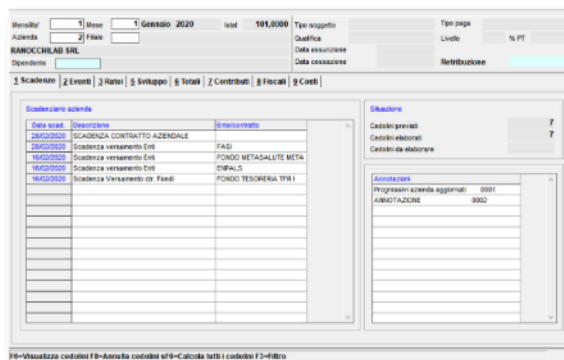 Mensilita' 1 Mese 1 Gennaio 2020 Istat 101,0000 Tipo soggetto Tipo paga
Azienda 2 Filiale Qualifica Livello % PT
RANOCCHILAB SRL Data assunzione
Dipendente Data cessazione Retribuzione
1 Scadenze 2 Eventi 3 Ratei 5 Sviluppo 6 Totali 7 Contributi 8 Fiscali 9 Costi
Scadenziario azienda
Data scad. Descrizione Ente/contratto
28/02/2020 SCADENZA CONTRATTO AZIENDALE
28/02/2020 Scadenza versamento Enti FASI
16/02/2020 Scadenza versamento Enti FONDO METASALUTE META
16/02/2020 Scadenza versamento Enti ENPALS
16/02/2020 Scadenza Versamento ctr. Fondi FONDO TESORERIA TFR I
Situazione
Cedolini previsti 7
Cedolini elaborati 7
Cedolini da elaborare
Annotazioni
Progressivi azienda aggiornati 0001
ANNOTAZIONE 0002
F6=Visualizza cedolini F8=Annulla cedolini sF6=Calcola tutti i cedolini F3=Filtro